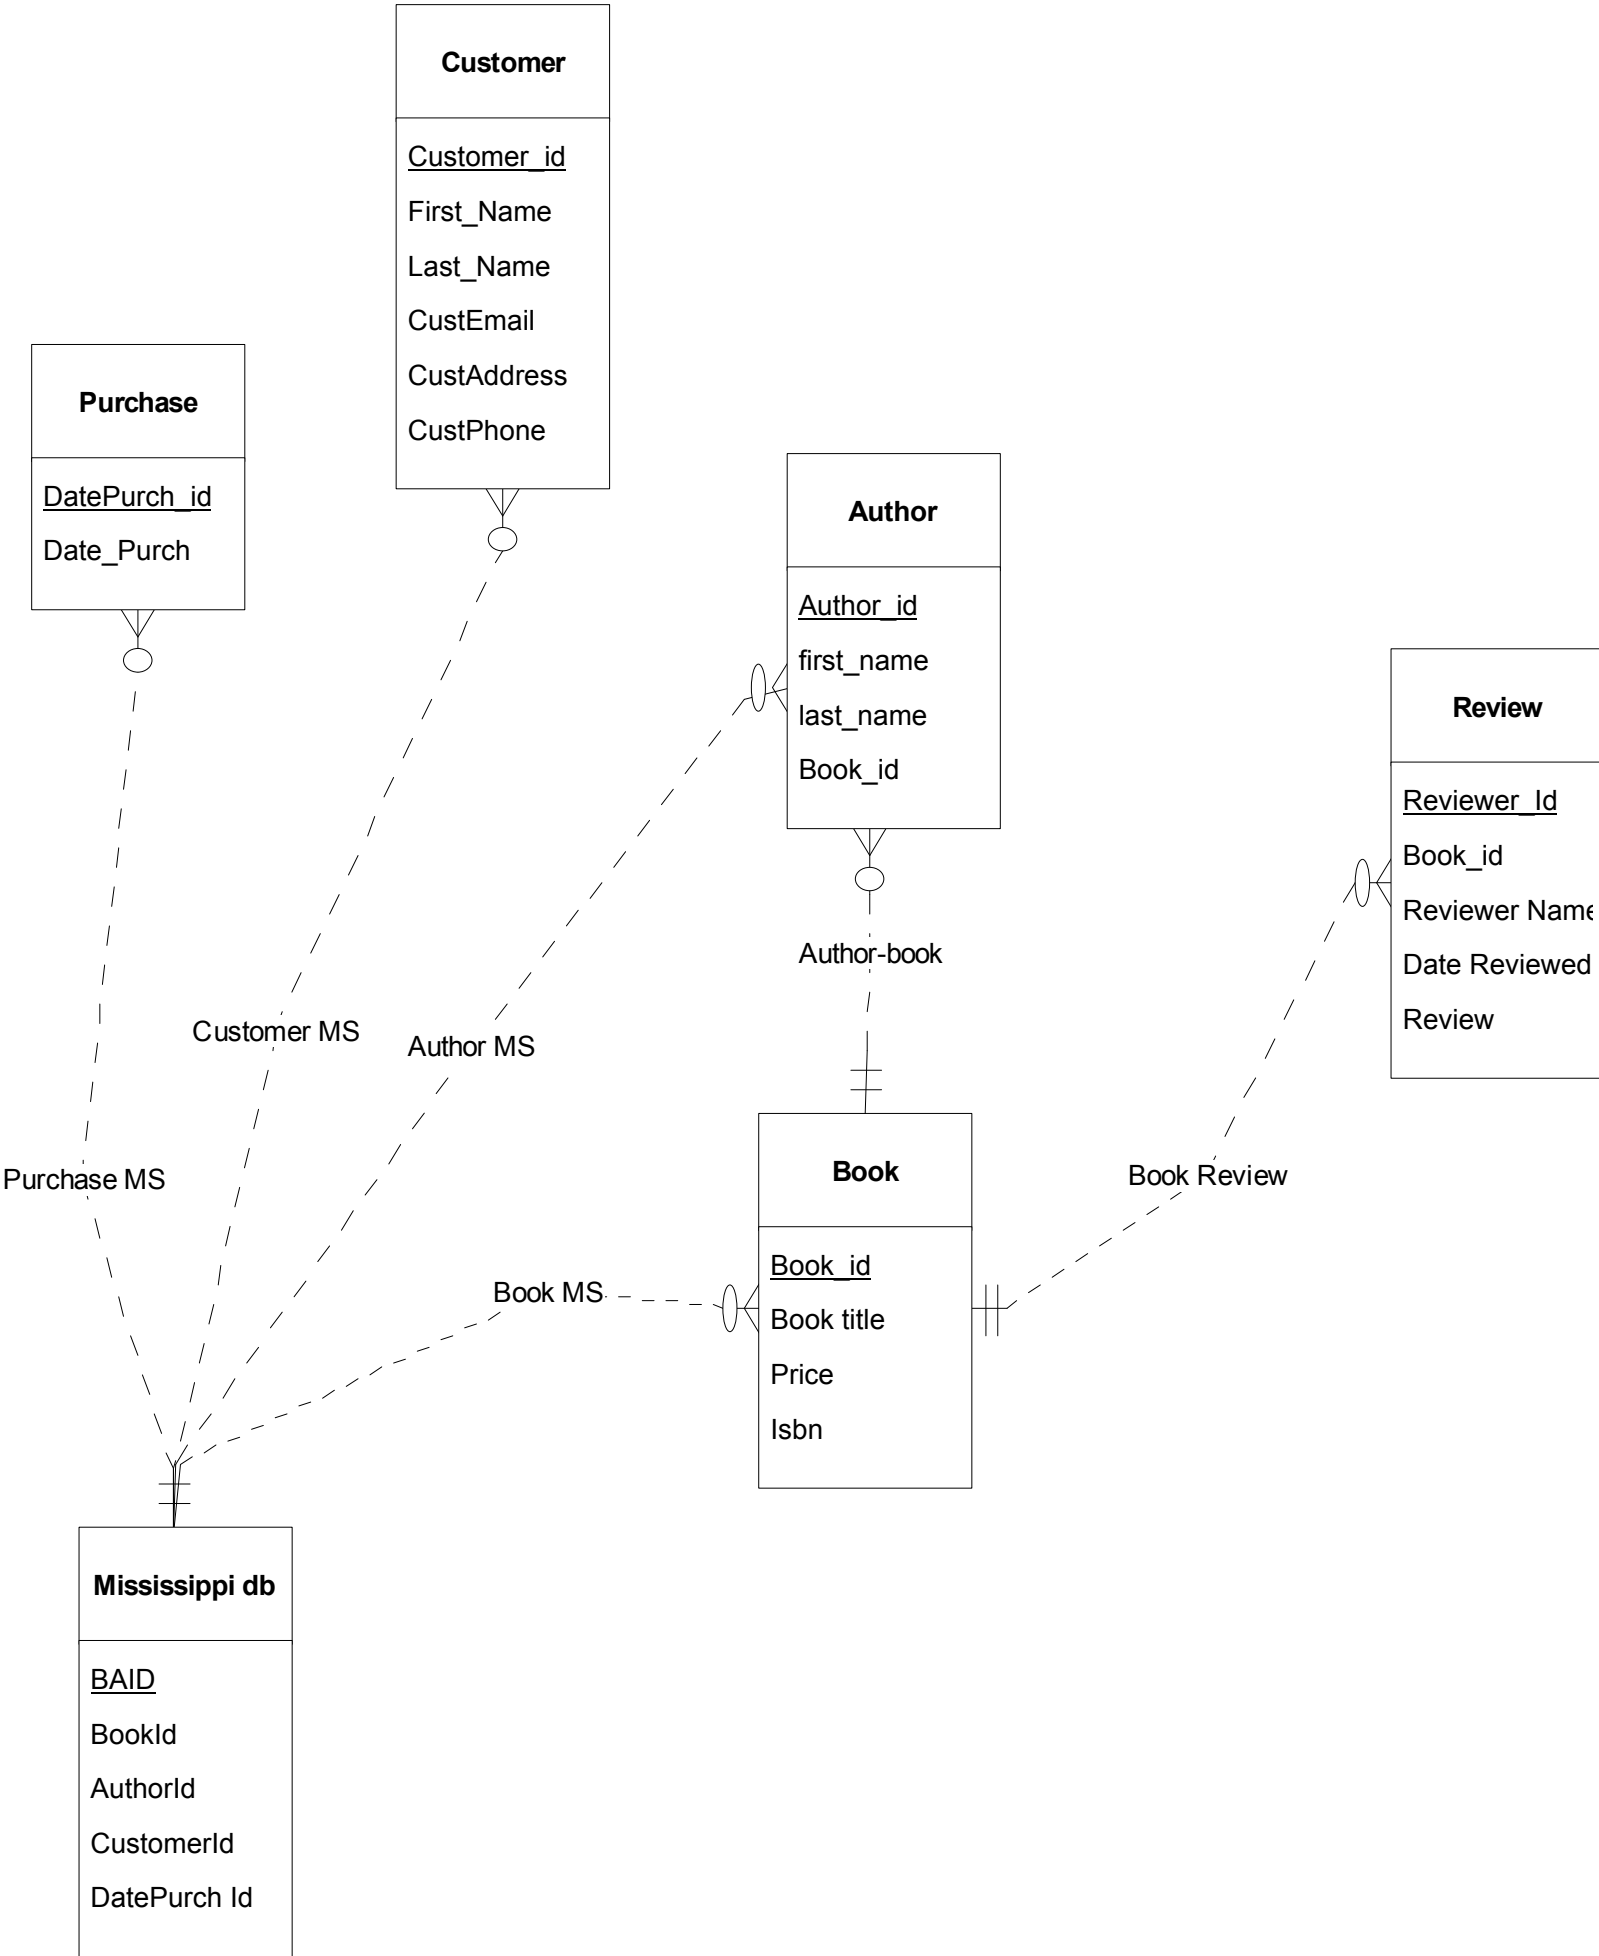 Customer
Customer_id
First_Name
Last_Name
CustEmail
CustAddress
CustPhone
Purchase
DatePurch_id
Date_Purch
Author
Author_id
first_name
last_name
Book_id
Review
Reviewer_Id
Book_id
Reviewer Name
Date Reviewed
Review
Author-book
Customer MS
Author MS
Purchase MS
Book Review
Book MS
Book
Book_id
Book title
Price
Isbn
Mississippi db
BAID
BookId
AuthorId
CustomerId
DatePurch Id